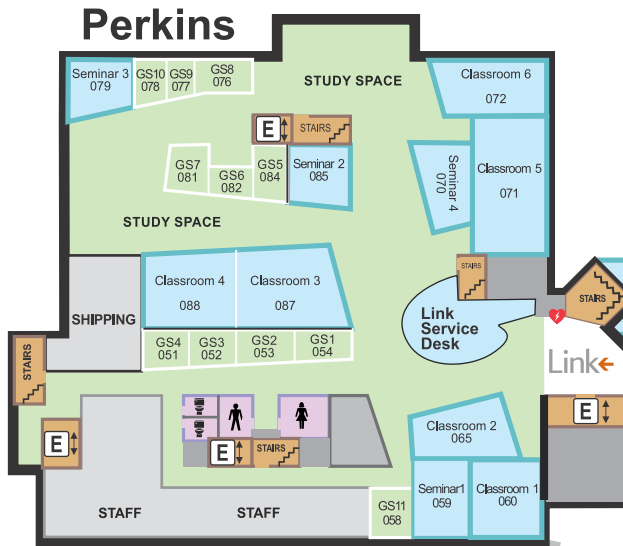 Perkins
Seminar 3
079
GS10
078
GS9
077
GS8
076
STUDY SPACE
Classroom 6
072
E
STAIRS
GS7
081
GS6
082
GS5
084
Seminar 2
085
Seminar 4
070
Classroom 5
071
STUDY SPACE
Classroom 4
088
Classroom 3
087
STAIRS
STAIRS
SHIPPING
Link
Service
Desk
GS4
051
GS3
052
GS2
053
GS1
054
STAIRS
Link
E
E
E
STAIRS
Classroom 2
065
Seminar1
059
Classroom 1
060
GS11
058
STAFF
STAFF